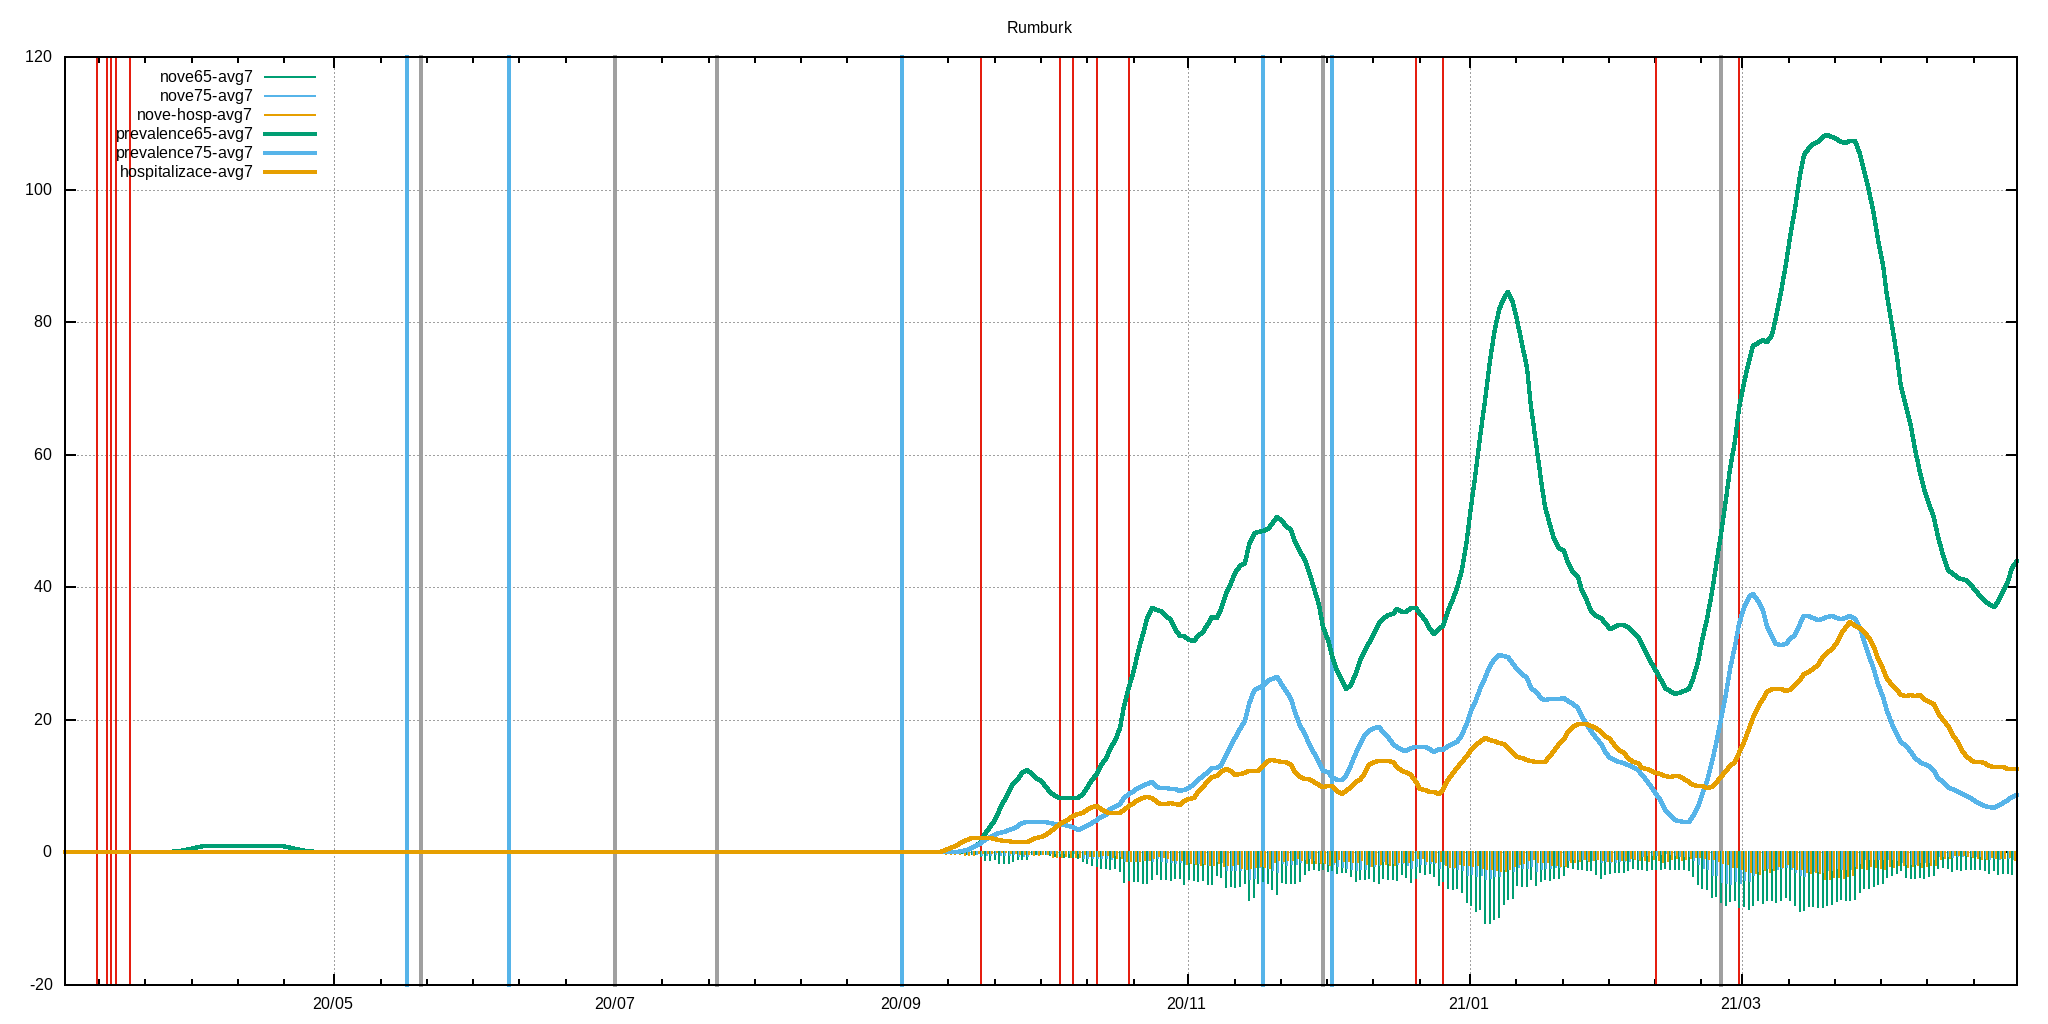 Rumburk
120
100
80
60
40
20
0
-20
nove65-avg7
nove75-avg7
nove-hosp-avg7
prevalence65-avg7
prevalence75-avg7
hospitalizace-avg7
20/05
20/07
20/09
20/11
21/01
21/03